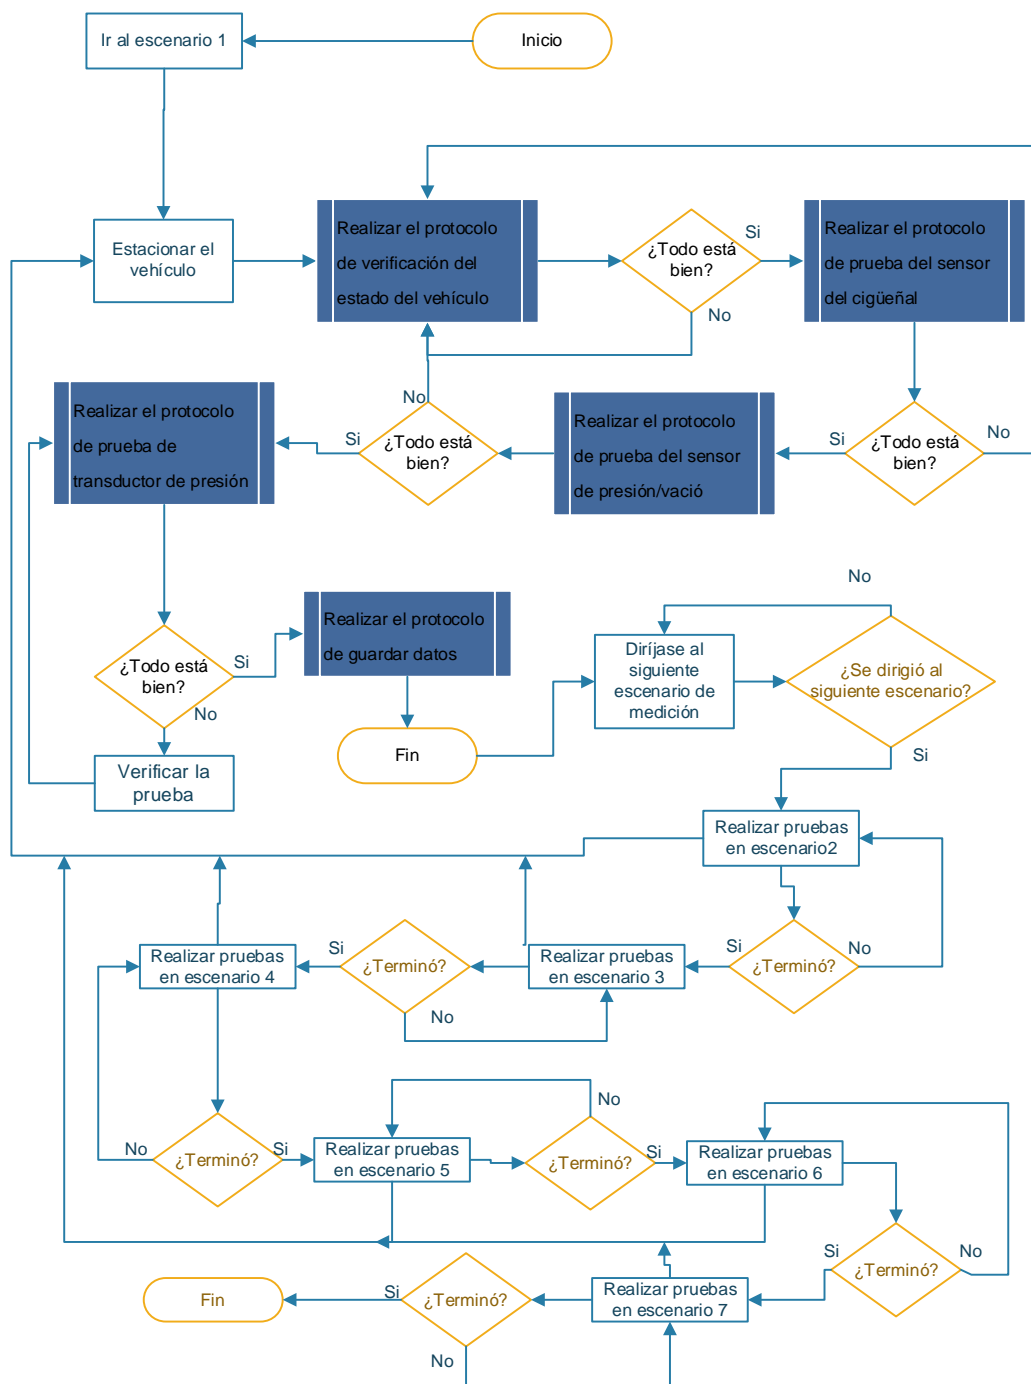 Inicio
Ir al escenario 1
Estacionar el
vehículo
Realizar el protocolo
de verificación del
estado del vehículo
¿Todo está
bien?
Si
No
Realizar el protocolo
de prueba del sensor
del cigüeñal
¿Todo está
bien?
No
Si
Realizar el protocolo
de prueba del sensor
de presión/vació
¿Todo está
bien?
No
Si
Realizar el protocolo
de prueba de
transductor de presión
¿Todo está
bien?
Si
No
Verificar la
prueba
Realizar el protocolo
de guardar datos
Fin
Diríjase al
siguiente
escenario de
medición
¿Se dirigió al
siguiente escenario?
No
Si
Realizar pruebas
en escenario2
¿Terminó?
No
Si
Realizar pruebas
en escenario 3
¿Terminó?
No
Si
Realizar pruebas
en escenario 4
¿Terminó?
No
Si
Realizar pruebas
en escenario 5
¿Terminó?
No
Si
Realizar pruebas
en escenario 6
¿Terminó?
No
Si
Realizar pruebas
en escenario 7
¿Terminó?
No
Si
Fin